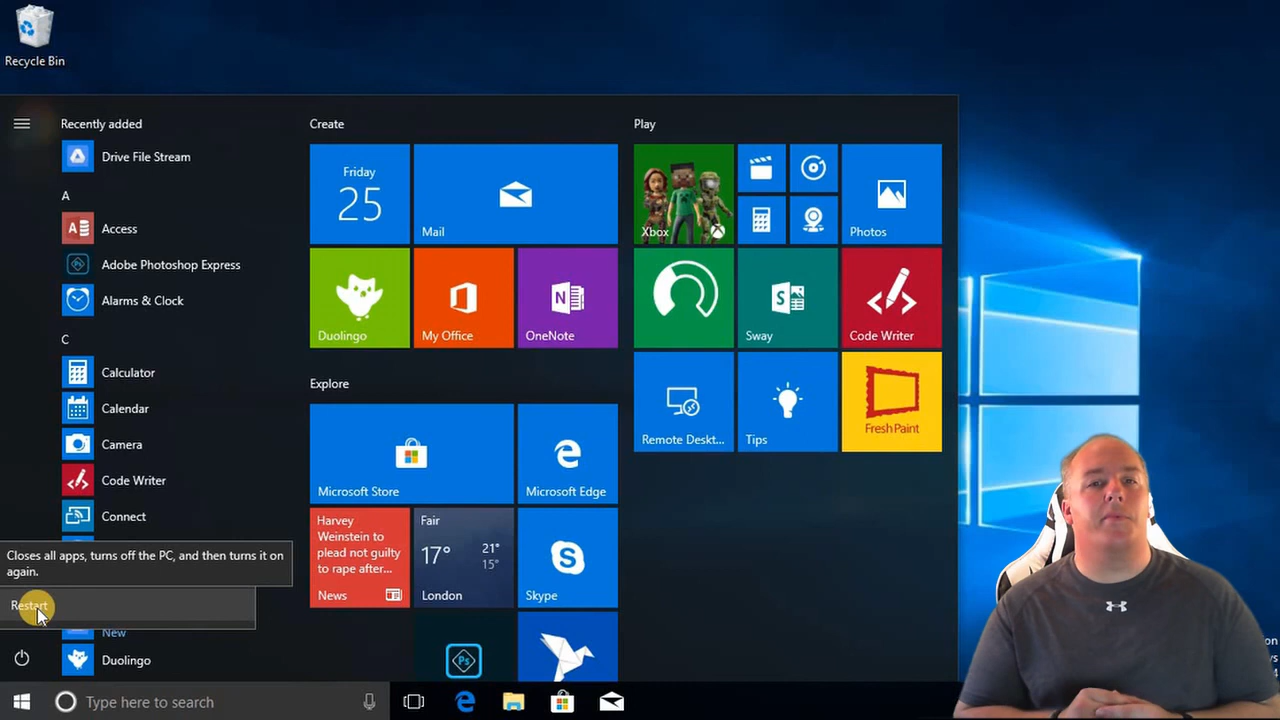 Recycle Bin
Recently added
Drive File Stream
A
Access
Adobe Photoshop Express
Alarms & Clock
C
Calculator
Calendar
Camera
Code Writer
Connect
Closes all apps, turns off the PC, and then turns it on
again.
Restart
New
Duolingo
Create
Friday
25
Mail
Duolingo
My Office
OneNote
Explore
Microsoft Store
Microsoft Edge
Harvey
Weinstein to
plead not guilty
to rape after...
News
Fair
17°
21°
15°
London
Skype
Ps
Play
Xbox
Photos
Sway
Code Writer
Remote Deskt...
Tips
Fresh Paint
Type here to search